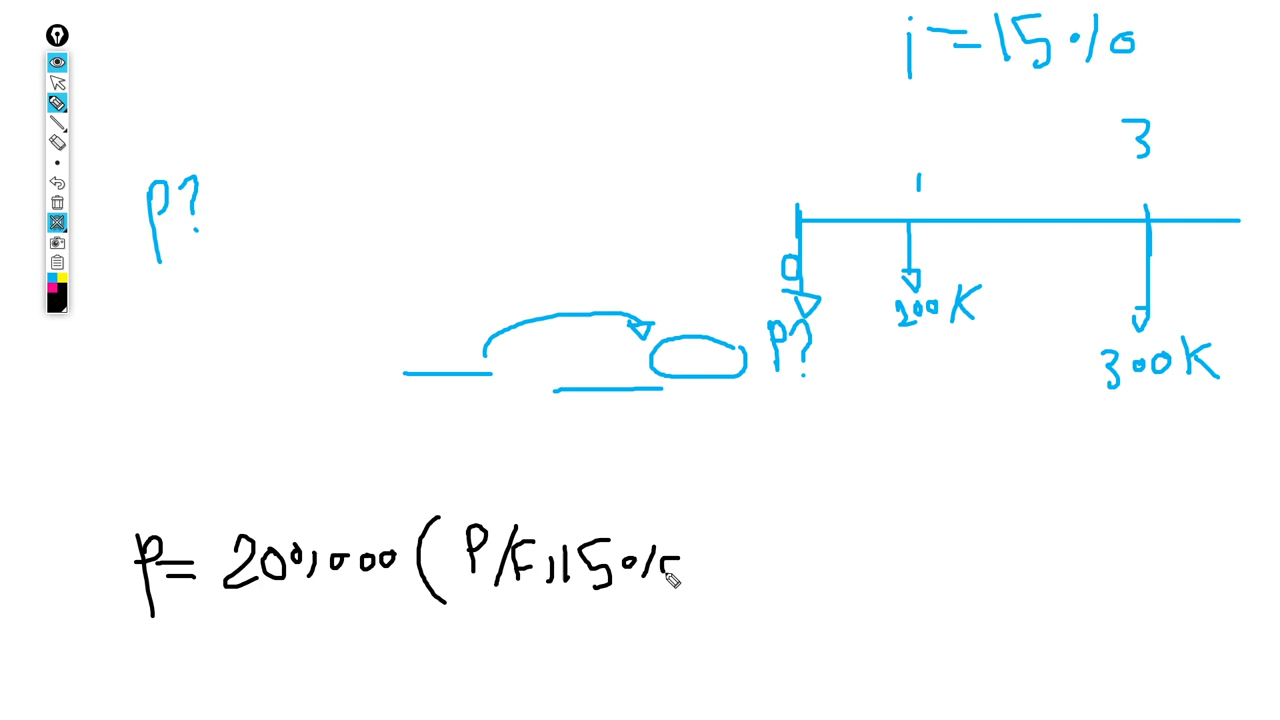 i = 15%
3
P?
1
0
200K
P?
300K
P = 200,000 ( P/F, 15%